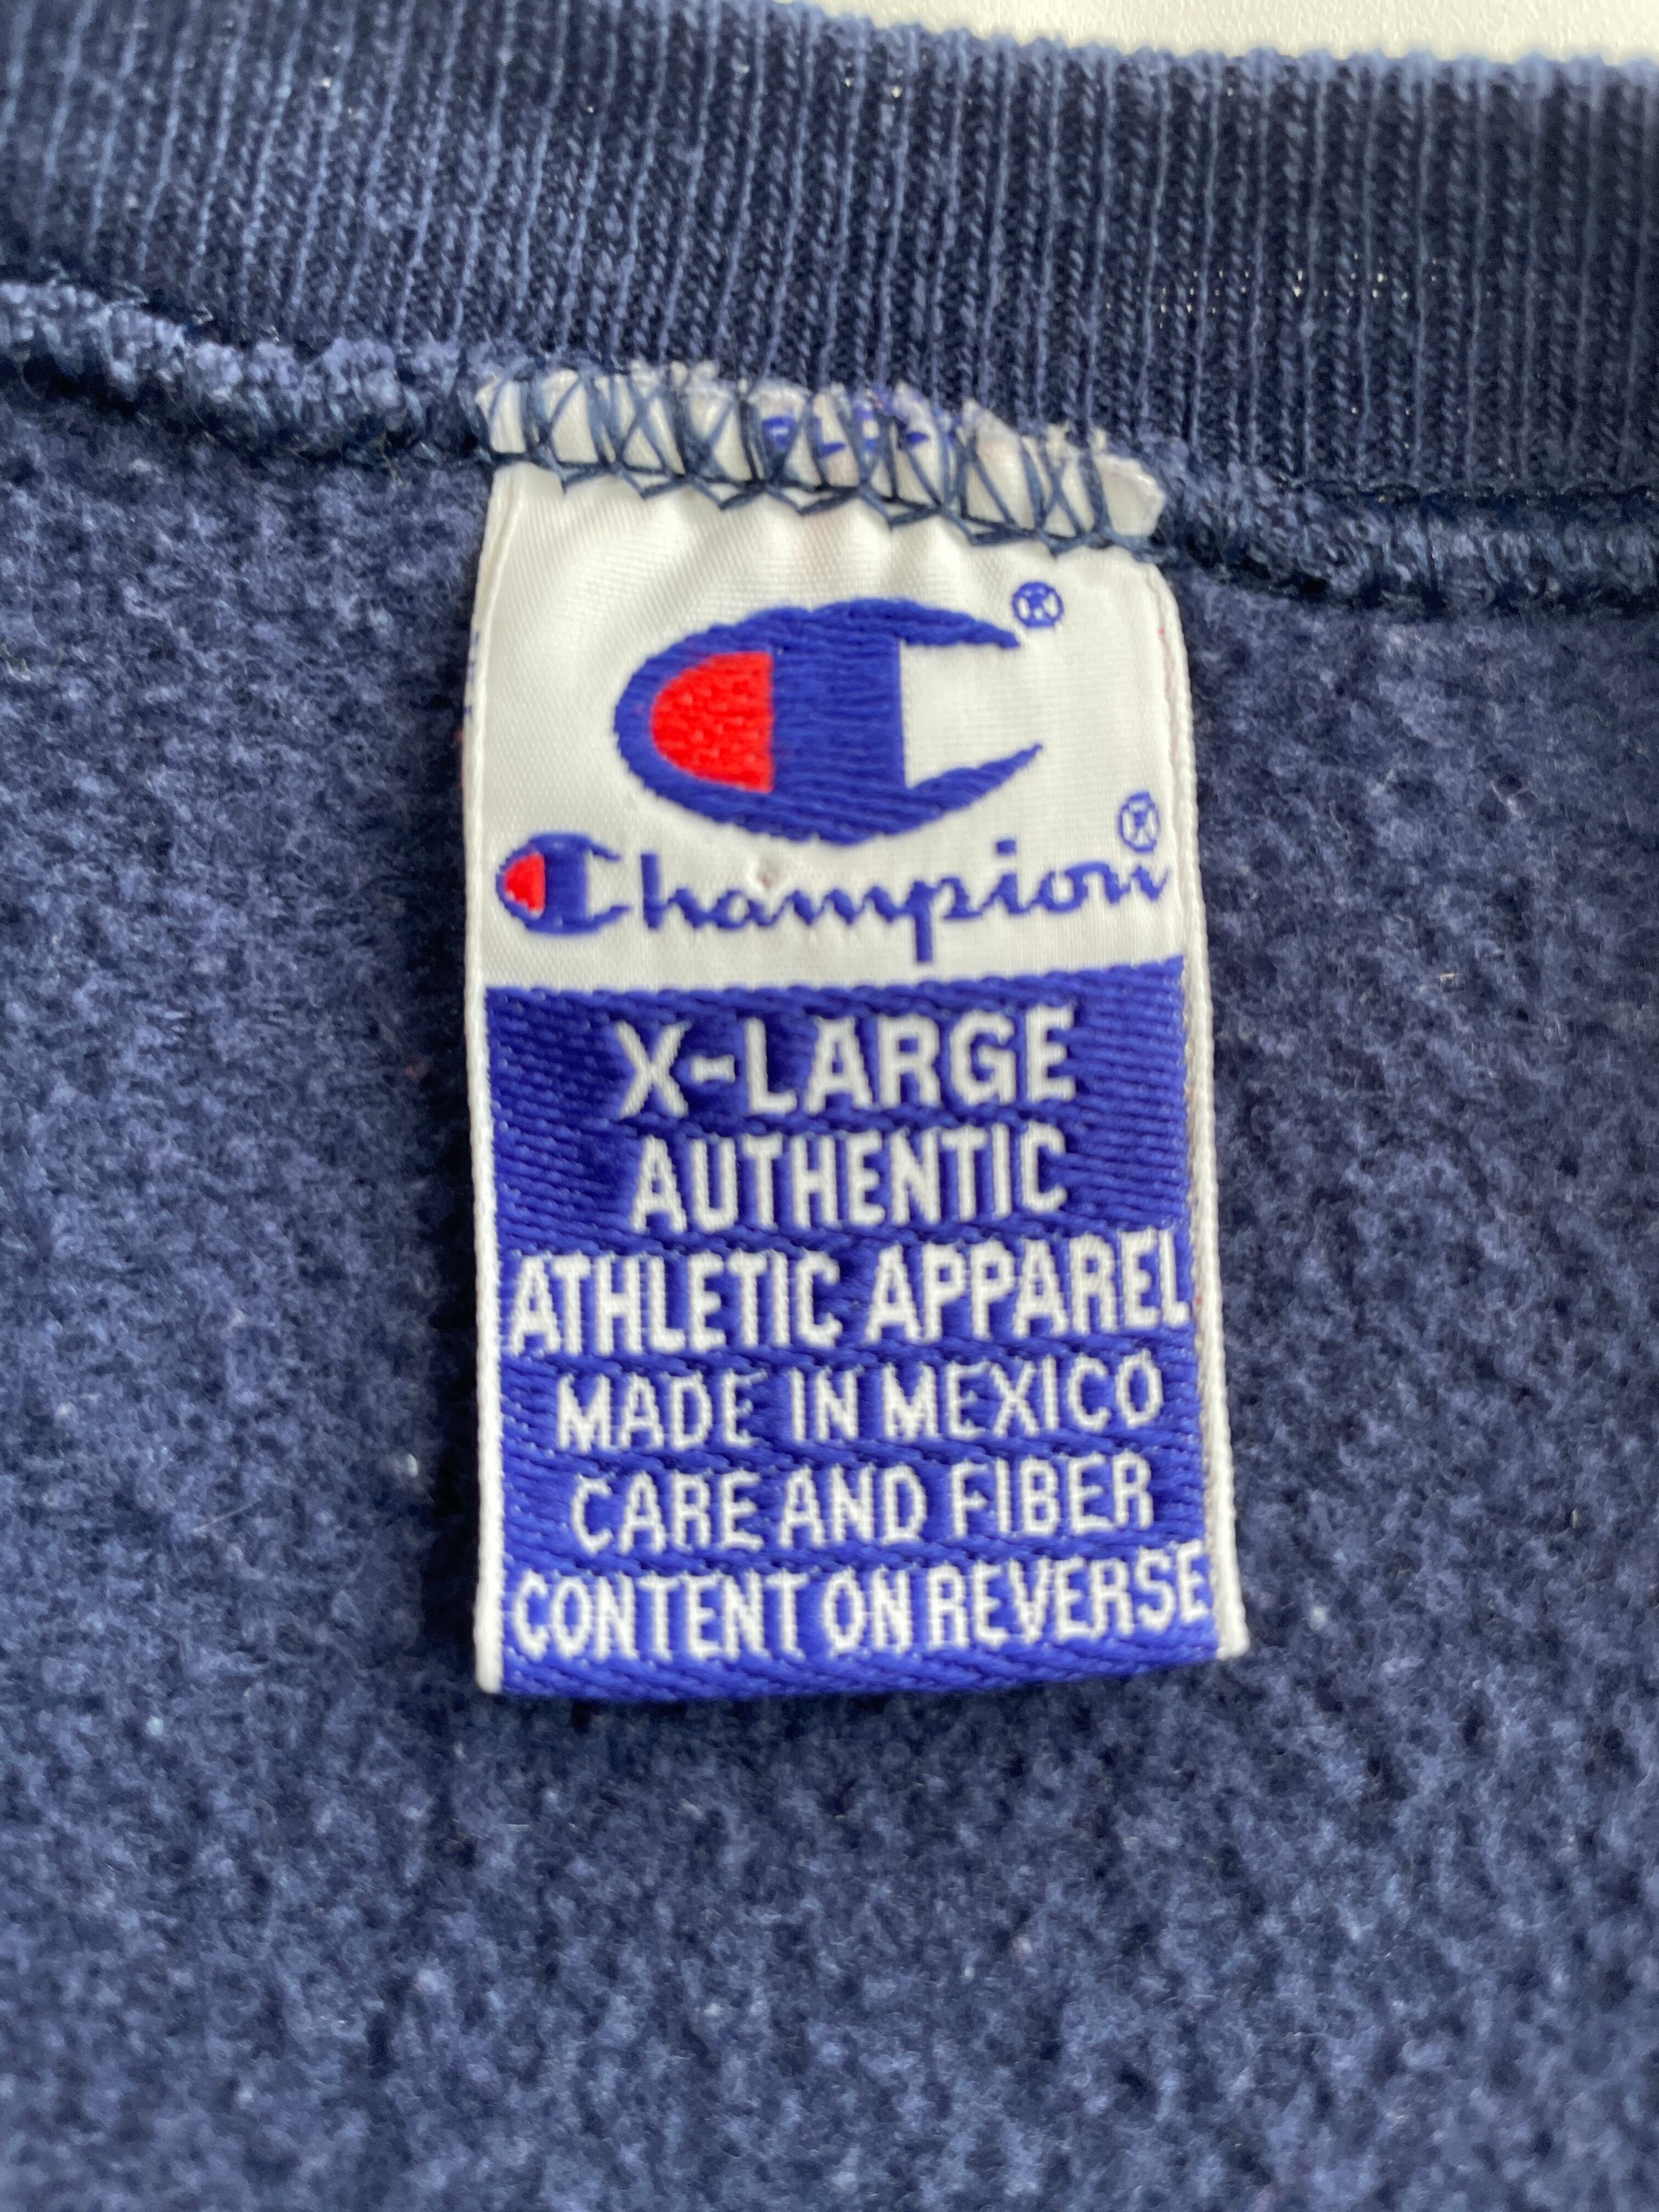 Champion®
X-LARGE
AUTHENTIC
ATHLETIC APPAREL
MADE IN MEXICO
CARE AND FIBER
CONTENT ON REVERSE